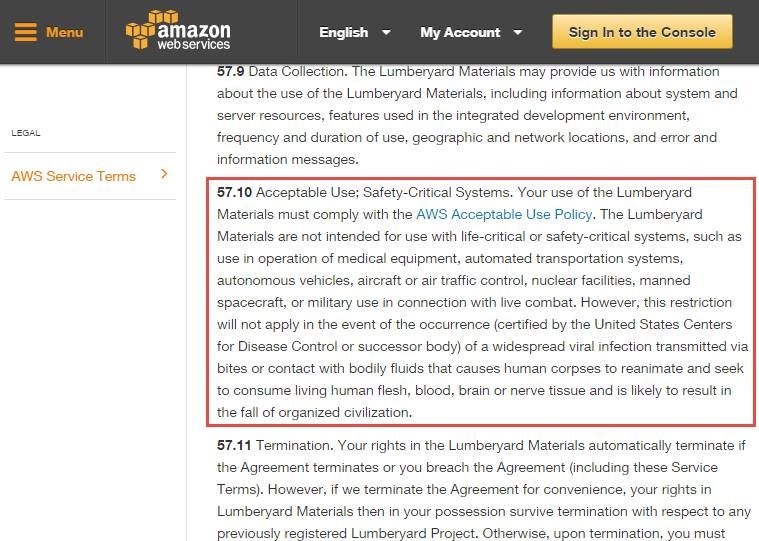 Menu
amazon
webservices
English
My Account
Sign In to the Console
LEGAL
AWS Service Terms
57.9 Data Collection. The Lumberyard Materials may provide us with information
about the use of the Lumberyard Materials, including information about system and
server resources, features used in the integrated development environment,
frequency and duration of use, geographic and network locations, and error and
information messages.
57.10 Acceptable Use; Safety-Critical Systems. Your use of the Lumberyard
Materials must comply with the AWS Acceptable Use Policy. The Lumberyard
Materials are not intended for use with life-critical or safety-critical systems, such as
use in operation of medical equipment, automated transportation systems,
autonomous vehicles, aircraft or air traffic control, nuclear facilities, manned
spacecraft, or military use in connection with live combat. However, this restriction
will not apply in the event of the occurrence (certified by the United States Centers
for Disease Control or successor body) of a widespread viral infection transmitted via
bites or contact with bodily fluids that causes human corpses to reanimate and seek
to consume living human flesh, blood, brain or nerve tissue and is likely to result in
the fall of organized civilization.
57.11 Termination. Your rights in the Lumberyard Materials automatically terminate if
the Agreement terminates or you breach the Agreement (including these Service
Terms). However, if we terminate the Agreement for convenience, your rights in
Lumberyard Materials then in your possession survive termination with respect to any
previously registered Lumberyard Project. Otherwise, upon termination, you must